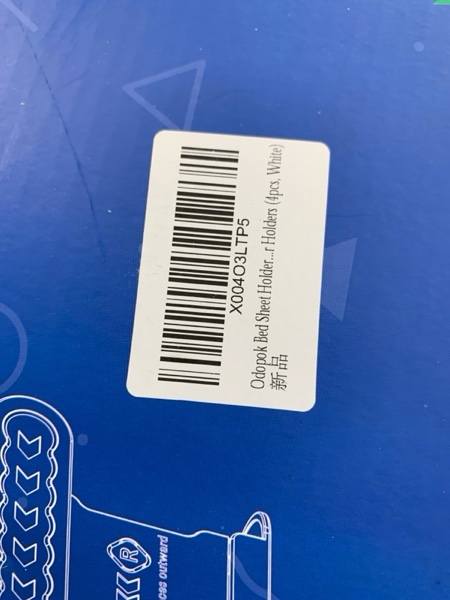 X004O3LTP5
Odopok Bed Sheet Holder...r Holders (4pcs, White)
新品
R
ces outward